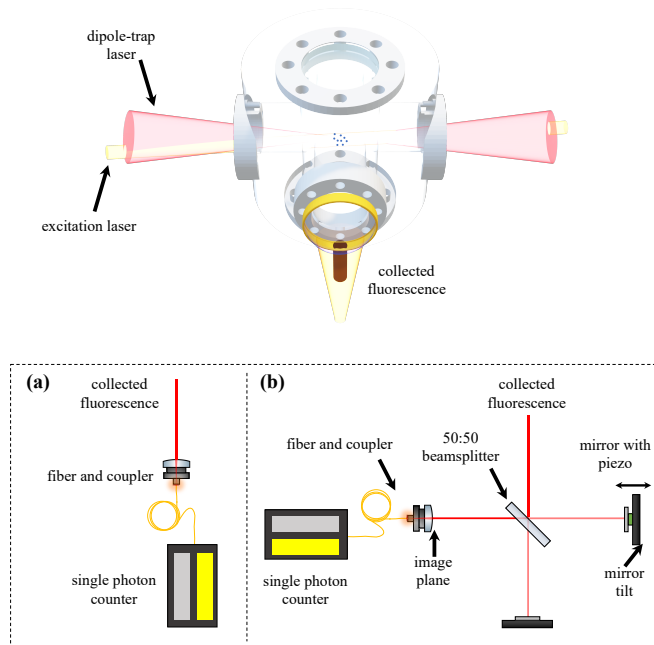 dipole-trap
laser
excitation laser
collected
fluorescence
(a)
collected
fluorescence
fiber and coupler
single photon
counter
(b)
collected
fluorescence
fiber and coupler
50:50
beamsplitter
mirror with
piezo
image
plane
single photon
counter
mirror
tilt